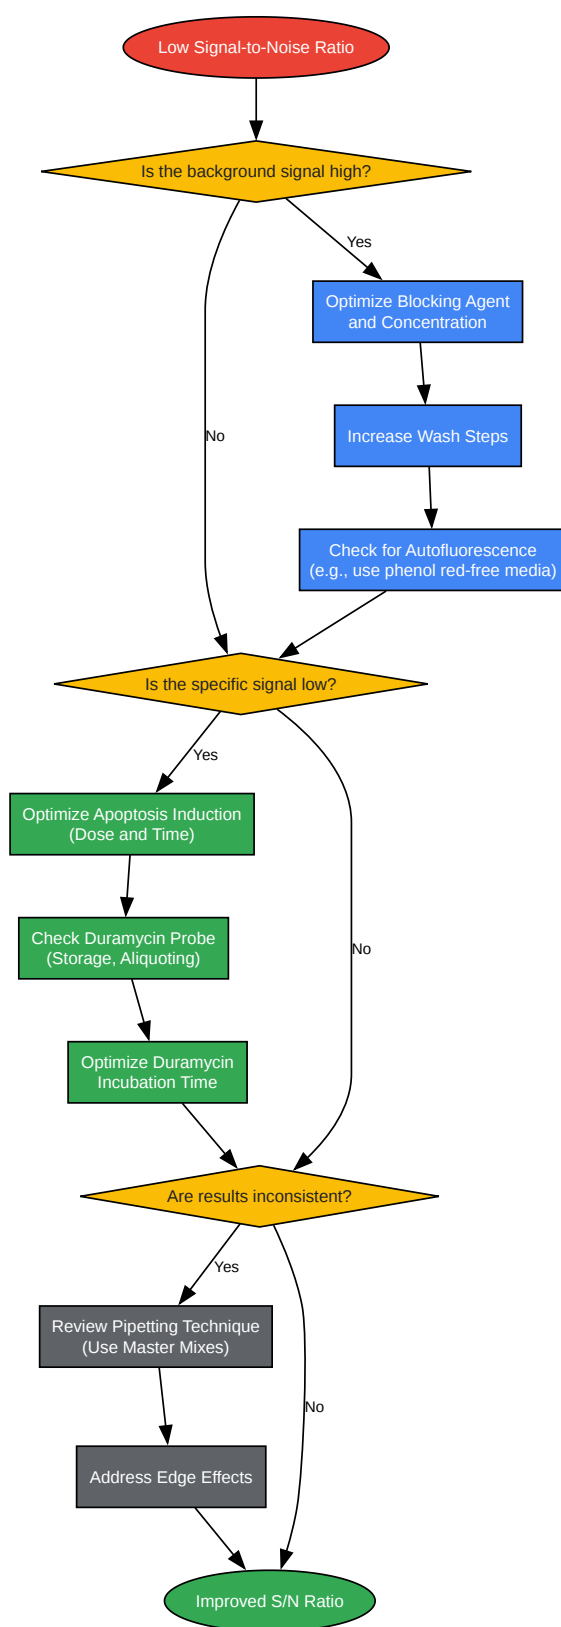 Low Signal-to-Noise Ratio
Is the background signal high?
Yes
Optimize Blocking Agent
and Concentration
No
Increase Wash Steps
Check for Autofluorescence
(e.g., use phenol red-free media)
Is the specific signal low?
Yes
Optimize Apoptosis Induction
(Dose and Time)
Check Duramycin Probe
(Storage, Aliquoting)
No
Optimize Duramycin
Incubation Time
Are results inconsistent?
Yes
Review Pipetting Technique
(Use Master Mixes)
No
Address Edge Effects
Improved S/N Ratio